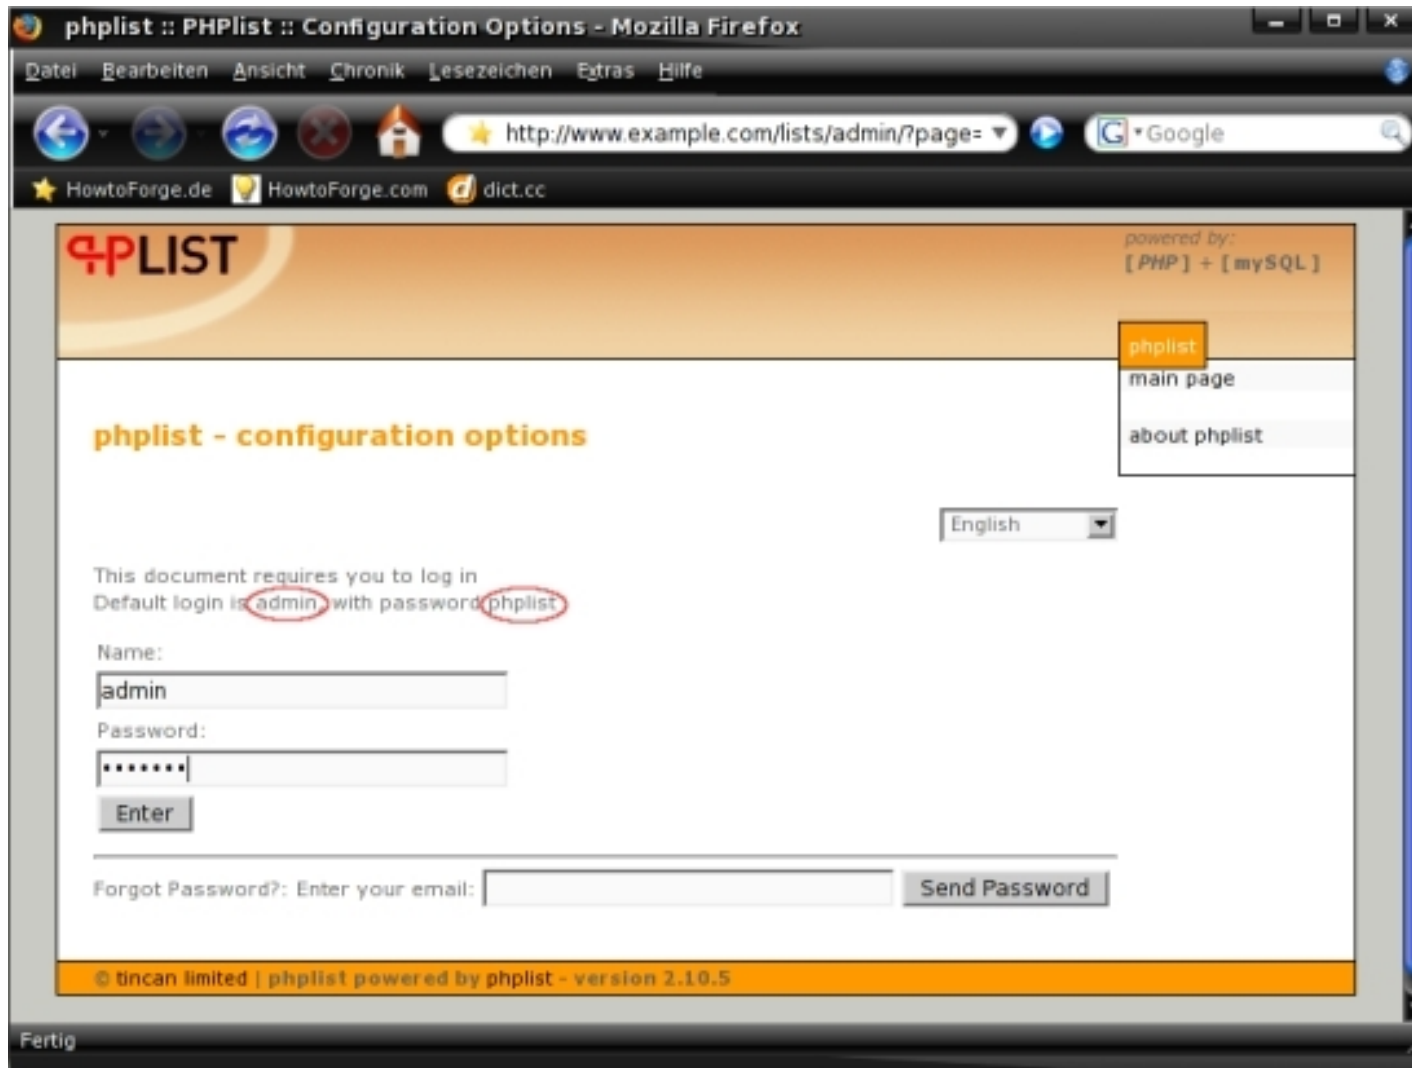 phplist :: PHPlist :: Configuration Options - Mozilla Firefox
Datei Bearbeiten Ansicht Chronik Lesezeichen Extras Hilfe
http://www.example.com/lists/admin/?page=
G Google
HowtoForge.de HowtoForge.com d dict.cc
PHPLIST
powered by:
[PHP] + [mySQL]
phplist
main page
about phplist
phplist - configuration options
English
This document requires you to log in
Default login is admin, with password phplist
Name:
admin
Password:
•••••••
Enter
Forgot Password?: Enter your email:
Send Password
© tincan limited | phplist powered by phplist - version 2.10.5
Fertig